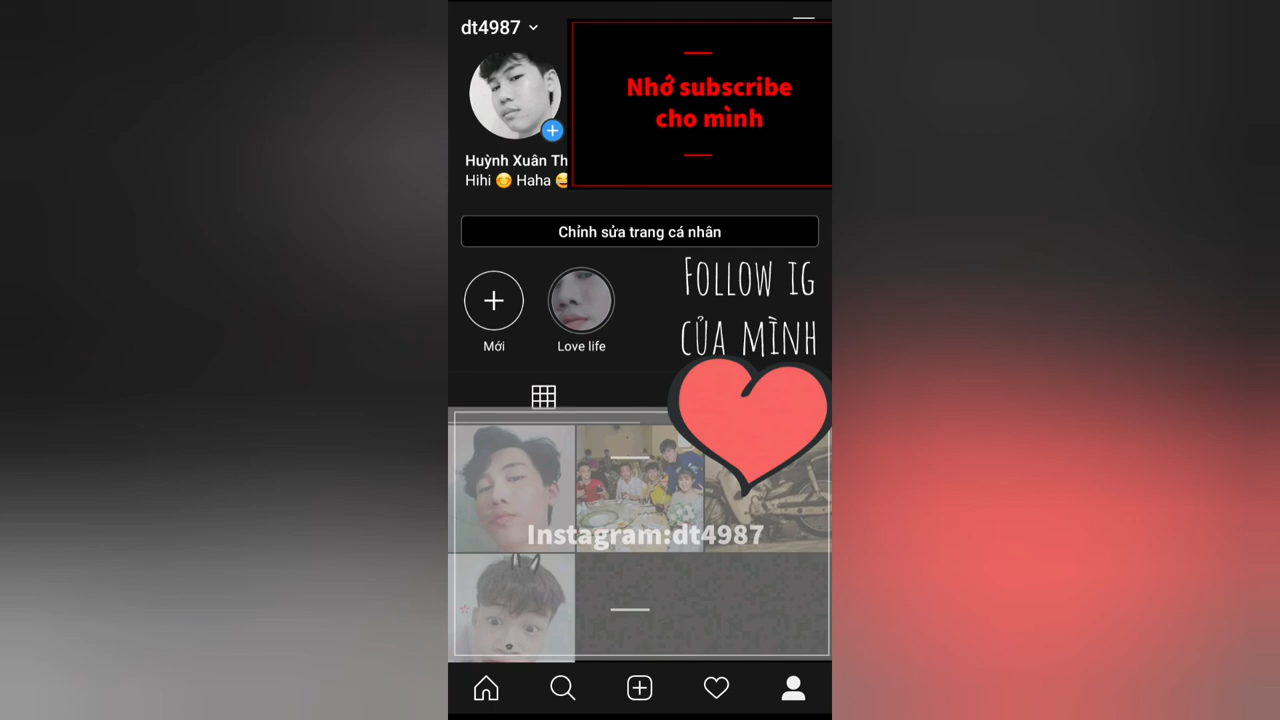 dt4987
Nhớ subscribe
cho mình
Huỳnh Xuân Th
Hihi 😊 Haha 😅
Chỉnh sửa trang cá nhân
Follow ig
của mình
Mới
Love life
Instagram:dt4987